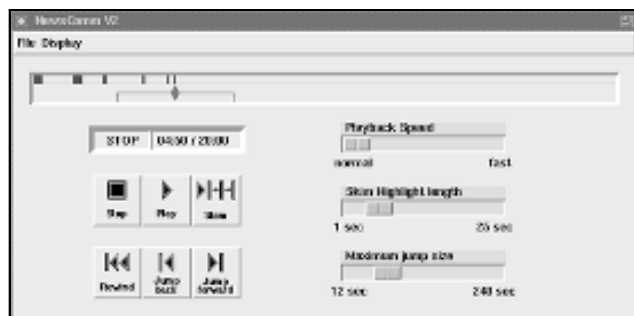 NewsComm V2
File Display
STOP 04:50 / 20:00
Playback Speed
normal fast
Stop Play Skim
Skim Highlight length
1 sec 25 sec
Maximum jump size
Rewind Jump back Jump forward
12 sec 240 sec